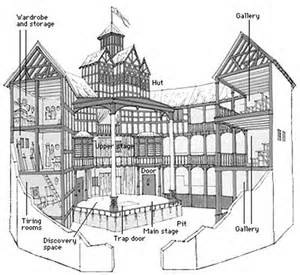 Wardrobe
and storage
Gallery
Hut
Upper stage
Door
Tiring
rooms
Discovery
space
Trap door
Main stage
Pit
Gallery